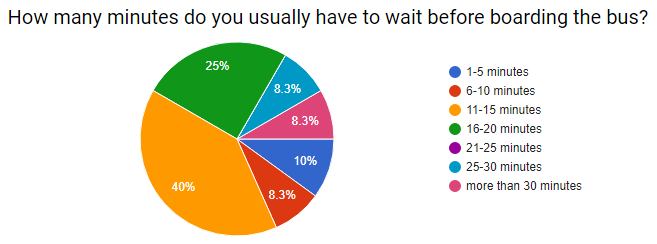 How many minutes do you usually have to wait before boarding the bus?
25%
8.3%
8.3%
10%
8.3%
40%
1-5 minutes
6-10 minutes
11-15 minutes
16-20 minutes
21-25 minutes
25-30 minutes
more than 30 minutes